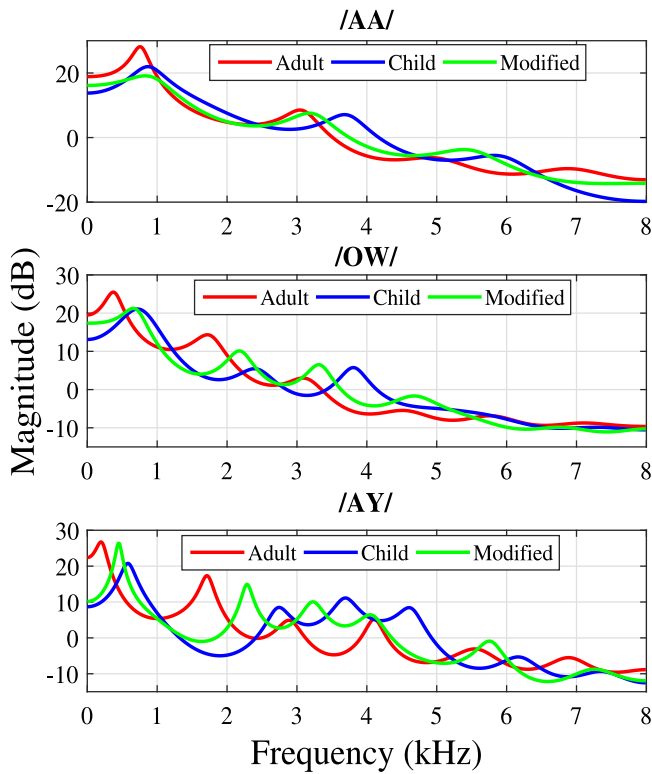 /AA/
Adult Child Modified
20
0
-20
0 1 2 3 4 5 6 7 8
/OW/
Adult Child Modified
30
20
10
0
-10
0 1 2 3 4 5 6 7 8
/AY/
Adult Child Modified
30
20
10
0
-10
0 1 2 3 4 5 6 7 8
Magnitude (dB)
Frequency (kHz)